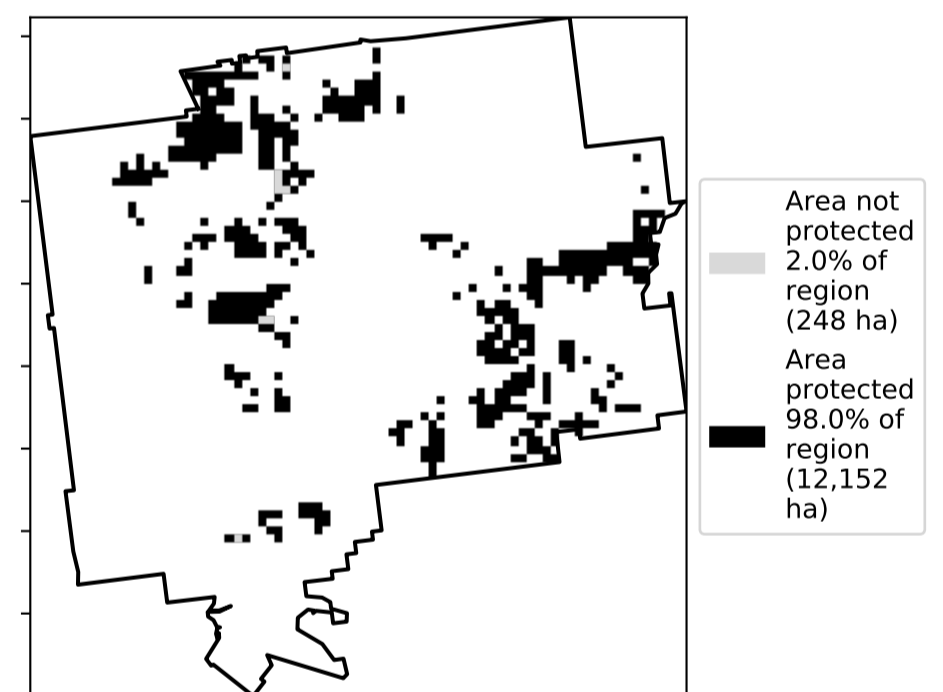 Area not
protected
2.0% of
region
(248 ha)
Area
protected
98.0% of
region
(12,152
ha)